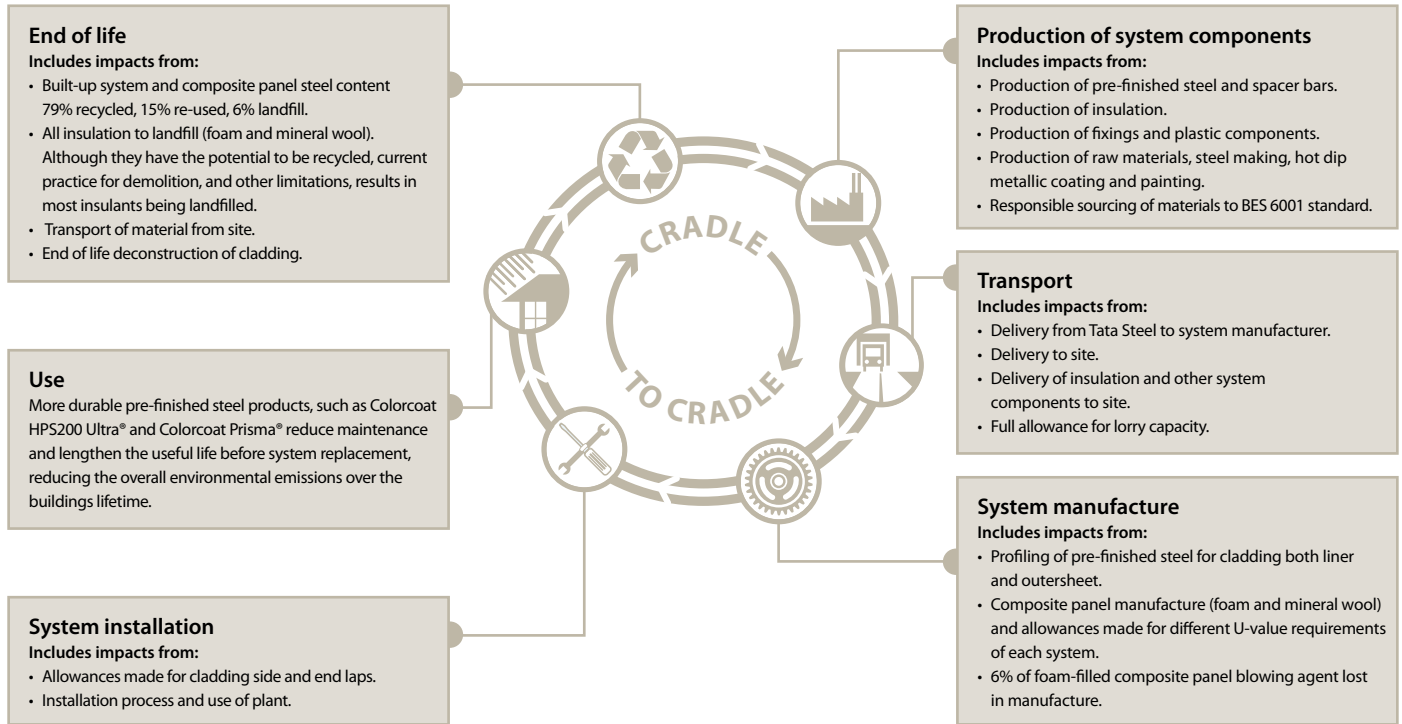 End of life
Includes impacts from:
• Built-up system and composite panel steel content
79% recycled, 15% re-used, 6% landfill.
• All insulation to landfill (foam and mineral wool).
Although they have the potential to be recycled, current
practice for demolition, and other limitations, results in
most insulants being landfilled.
• Transport of material from site.
• End of life deconstruction of cladding.
Use
More durable pre-finished steel products, such as Colorcoat
HPS200 Ultra® and Colorcoat Prisma® reduce maintenance
and lengthen the useful life before system replacement,
reducing the overall environmental emissions over the
buildings lifetime.
System installation
Includes impacts from:
• Allowances made for cladding side and end laps.
• Installation process and use of plant.
CRADLE
TO CRADLE
Production of system components
Includes impacts from:
• Production of pre-finished steel and spacer bars.
• Production of insulation.
• Production of fixings and plastic components.
• Production of raw materials, steel making, hot dip
metallic coating and painting.
• Responsible sourcing of materials to BES 6001 standard.
Transport
Includes impacts from:
• Delivery from Tata Steel to system manufacturer.
• Delivery to site.
• Delivery of insulation and other system
components to site.
• Full allowance for lorry capacity.
System manufacture
Includes impacts from:
• Profiling of pre-finished steel for cladding both liner
and outersheet.
• Composite panel manufacture (foam and mineral wool)
and allowances made for different U-value requirements
of each system.
• 6% of foam-filled composite panel blowing agent lost
in manufacture.